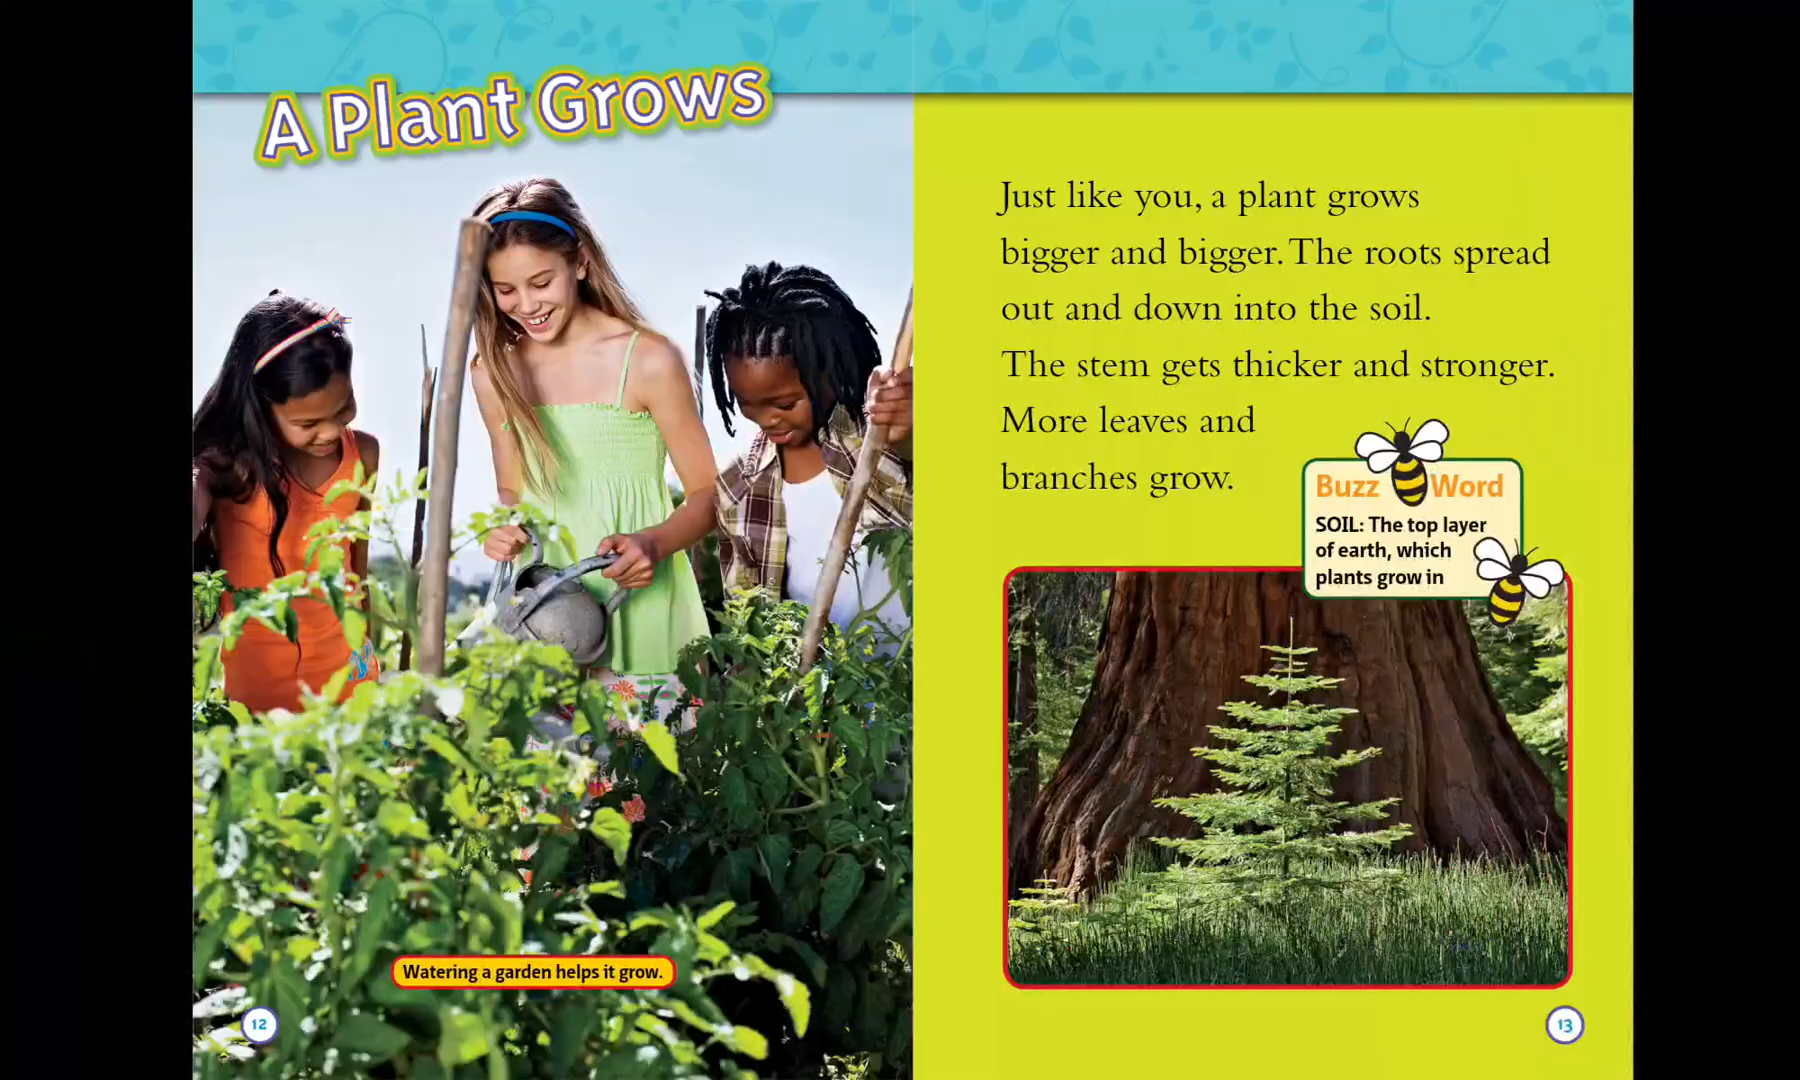 A Plant Grows
Watering a garden helps it grow.
12
Just like you, a plant grows
bigger and bigger. The roots spread
out and down into the soil.
The stem gets thicker and stronger.
More leaves and
branches grow.
Buzz Word
SOIL: The top layer
of earth, which
plants grow in
13